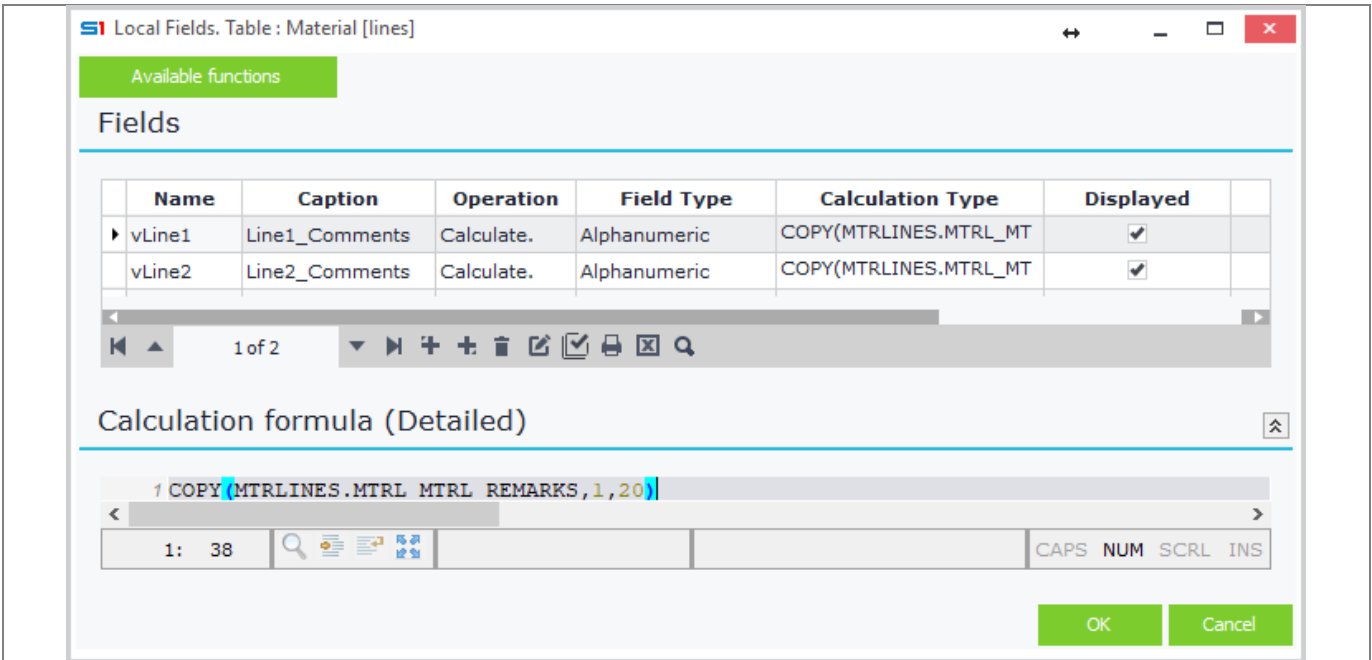 S1 Local Fields. Table : Material [lines]
Available functions
Fields
Name Caption Operation Field Type Calculation Type Displayed
vLine1 Line1_Comments Calculate. Alphanumeric COPY(MTRLINES.MTRL_MT
vLine2 Line2_Comments Calculate. Alphanumeric COPY(MTRLINES.MTRL_MT
1 of 2
Calculation formula (Detailed)
1 COPY(MTRLINES.MTRL MTRL REMARKS,1,20)
1: 38 CAPS NUM SCRL INS
OK Cancel